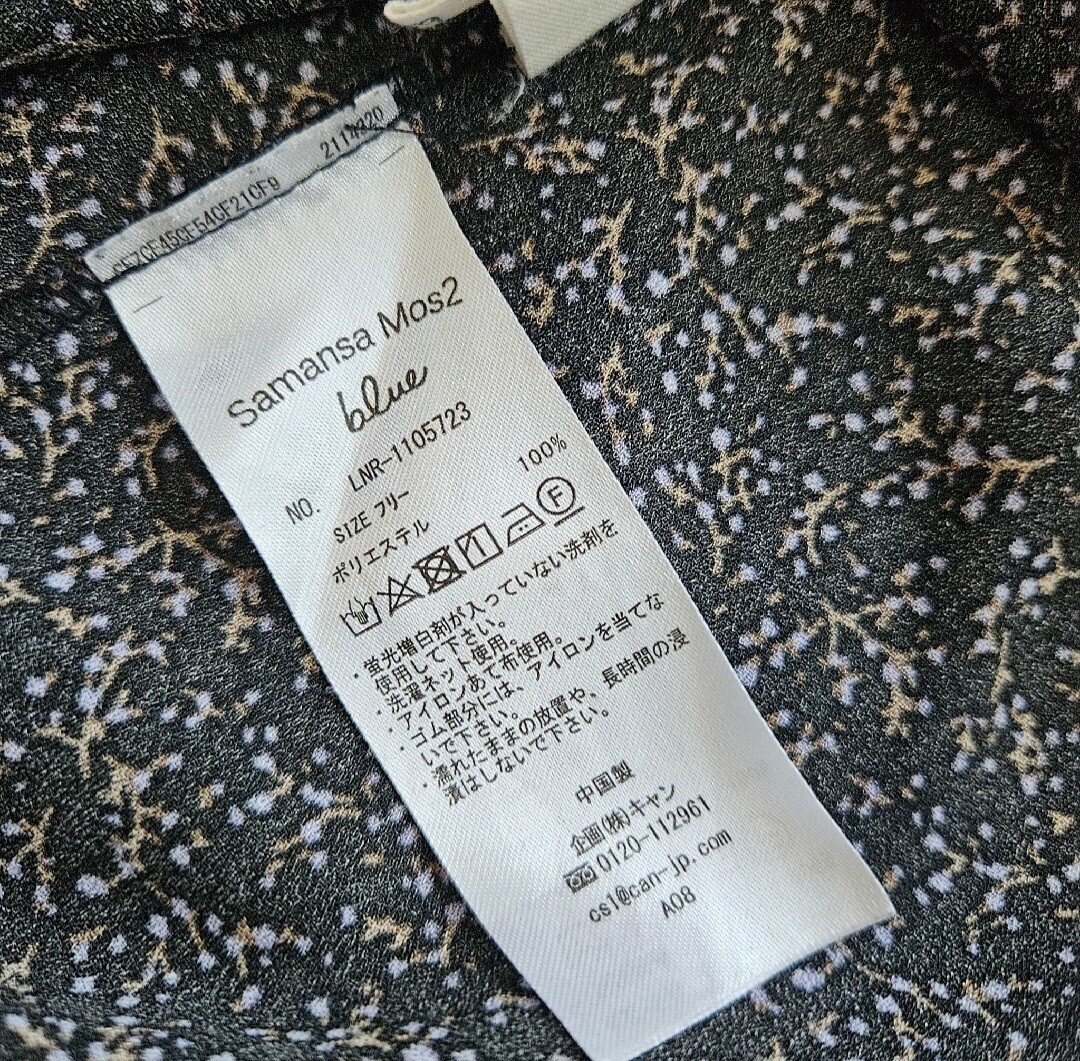 Samansa Mos2
blue
NO. LNR-1105723
SIZE フリー
ポリエステル 100%
F
・蛍光増白剤が入っていない洗剤を
使用して下さい。
・洗濯ネット使用。
・アイロンあて布使用。
・ゴム部分には、アイロンを当てな
いで下さい。
・濡れたままの放置や、長時間の浸
漬はしないで下さい。
中国製
企画(株)キャン
0120-112961
cs1@can-jp.com
A08